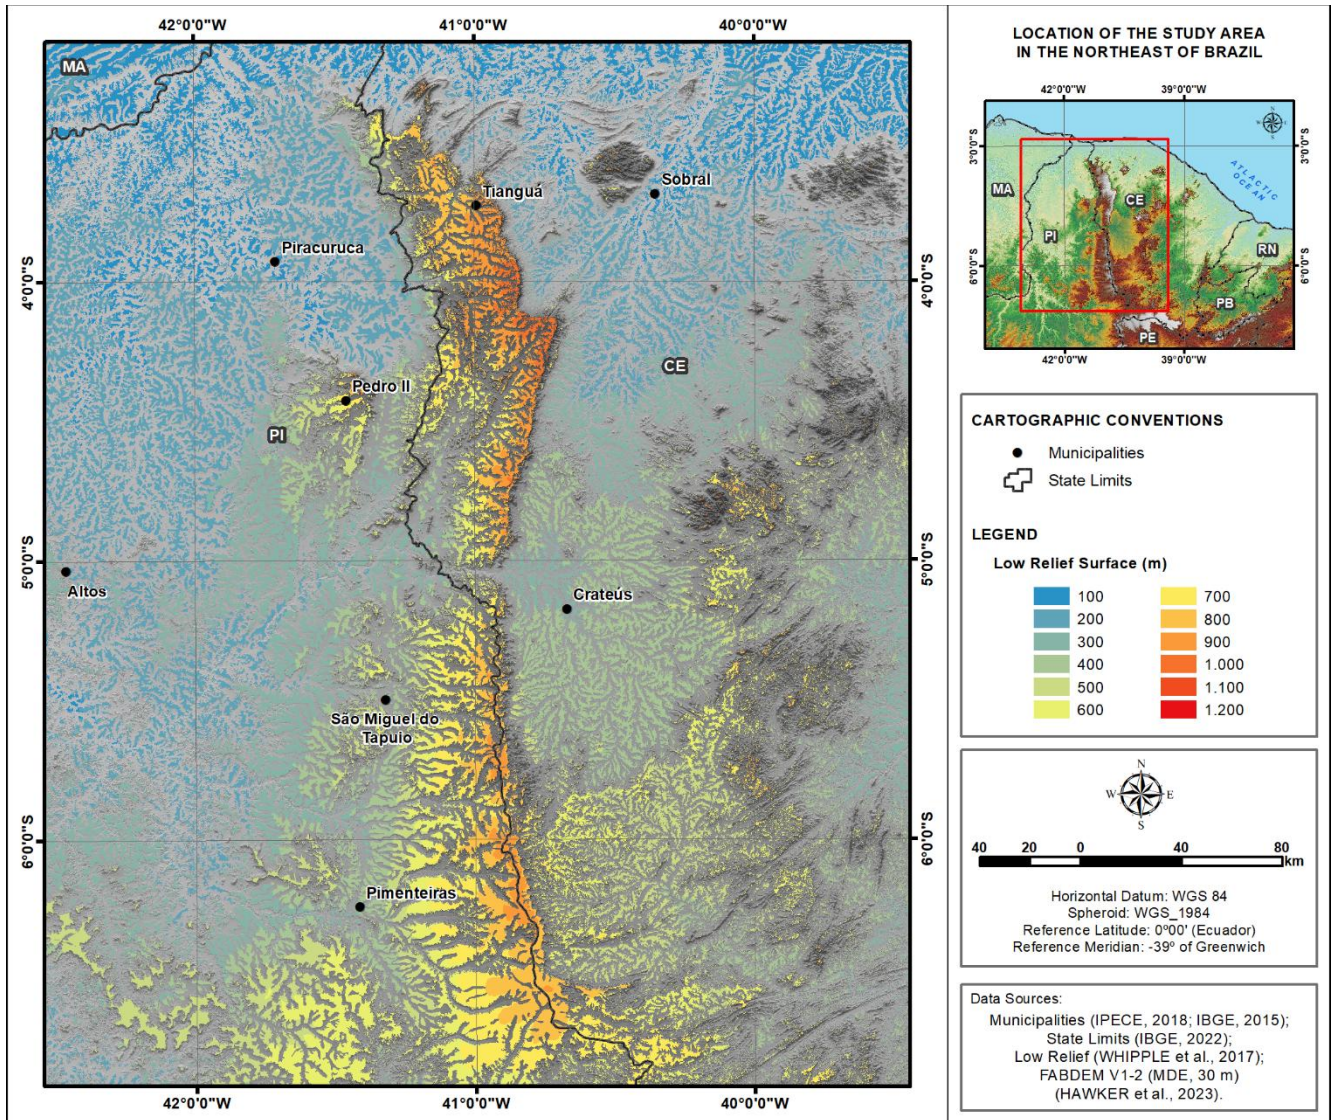 42°0'0"W
41°0'0"W
40°0'0"W
MA
Tianguá
Sobral
Piracuruca
4°0'0"S
4°0'0"S
CE
Pedro II
PI
5°0'0"S
5°0'0"S
Altos
Crateús
São Miguel do
Tapuio
6°0'0"S
6°0'0"S
Pimenteiras
42°0'0"W
41°0'0"W
40°0'0"W
LOCATION OF THE STUDY AREA
IN THE NORTHEAST OF BRAZIL
42°0'0"W
39°0'0"W
3°0'0"S
3°0'0"S
ATLACTIC
OCEAN
MA
CE
PI
RN
6°0'0"S
6°0'0"S
PB
PE
42°0'0"W
39°0'0"W
CARTOGRAPHIC CONVENTIONS
Municipalities
State Limits
LEGEND
Low Relief Surface (m)
100 700
200 800
300 900
400 1.000
500 1.100
600 1.200
N
W E
S
40 20 0 40 80
km
Horizontal Datum: WGS 84
Spheroid: WGS_1984
Reference Latitude: 0º00' (Ecuador)
Reference Meridian: -39º of Greenwich
Data Sources:
Municipalities (IPECE, 2018; IBGE, 2015);
State Limits (IBGE, 2022);
Low Relief (WHIPPLE et al., 2017);
FABDEM V1-2 (MDE, 30 m)
(HAWKER et al., 2023).